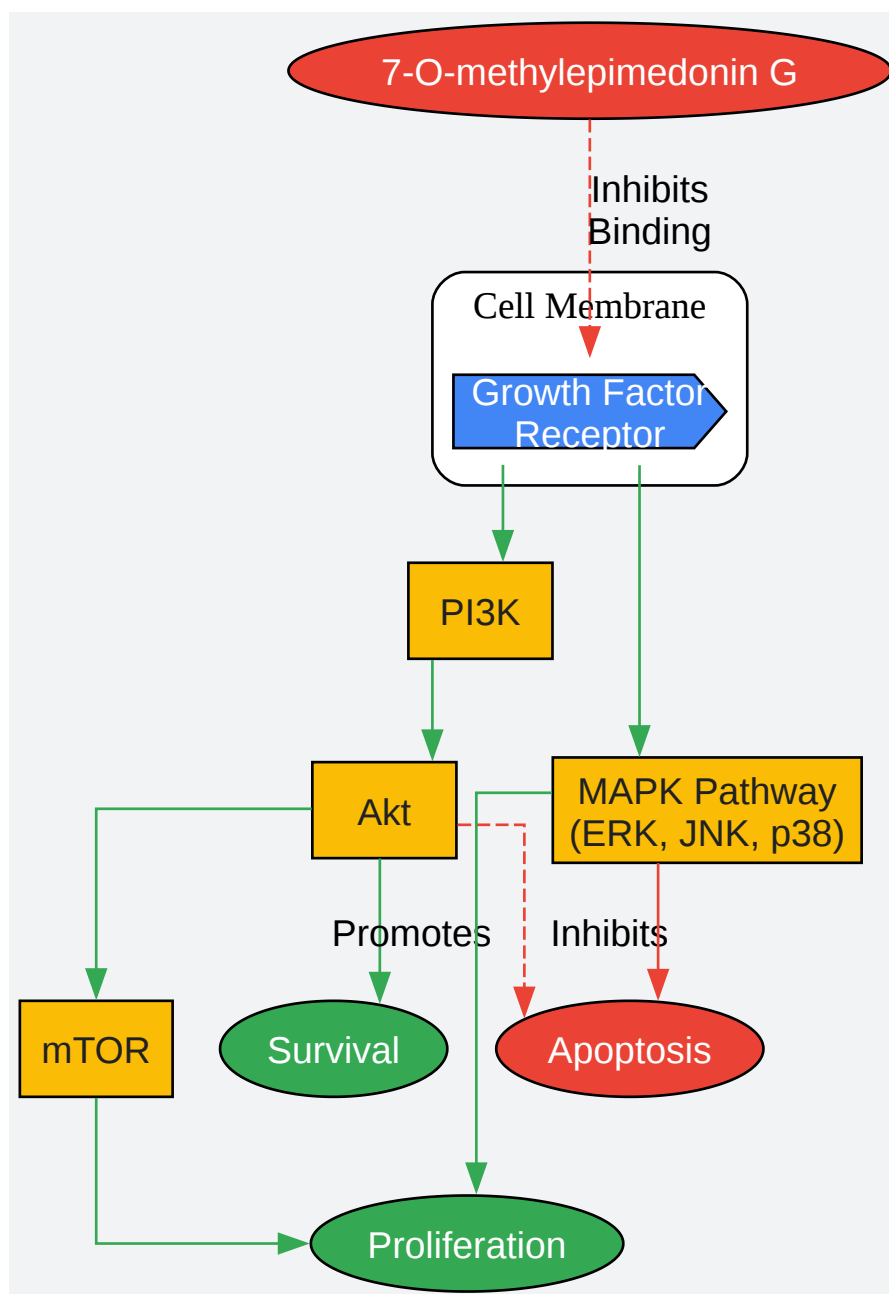 7-O-methylepimedonin G
Inhibits
Binding
Cell Membrane
Growth Factor
Receptor
PI3K
Akt
MAPK Pathway
(ERK, JNK, p38)
Promotes
Inhibits
mTOR
Survival
Apoptosis
Proliferation